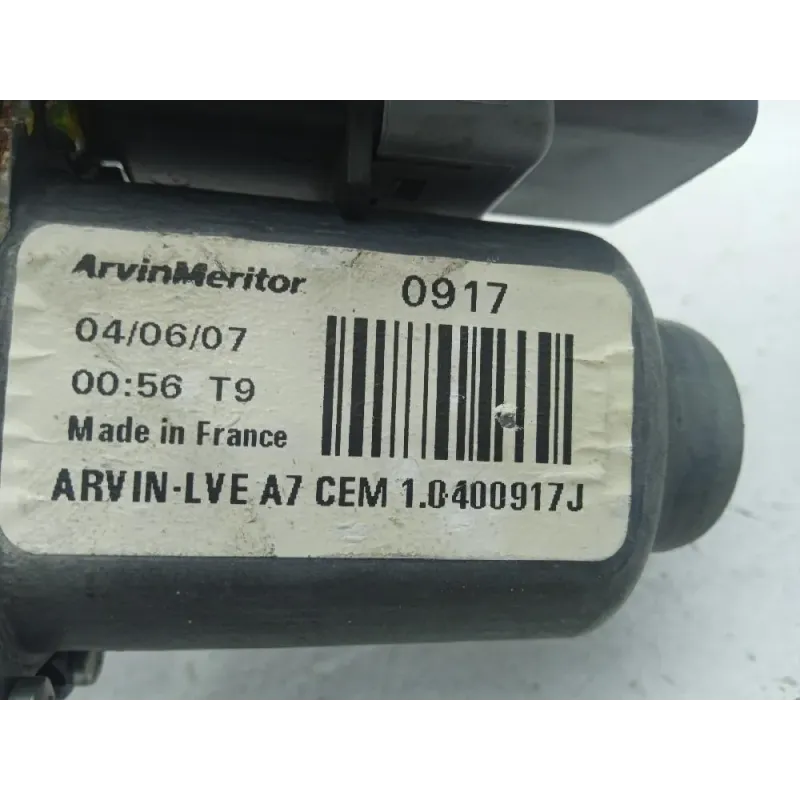 ArvinMeritor 0917
04/06/07
00:56 T9
Made in France
ARVIN-LVE A7 CEM 1.0400917J